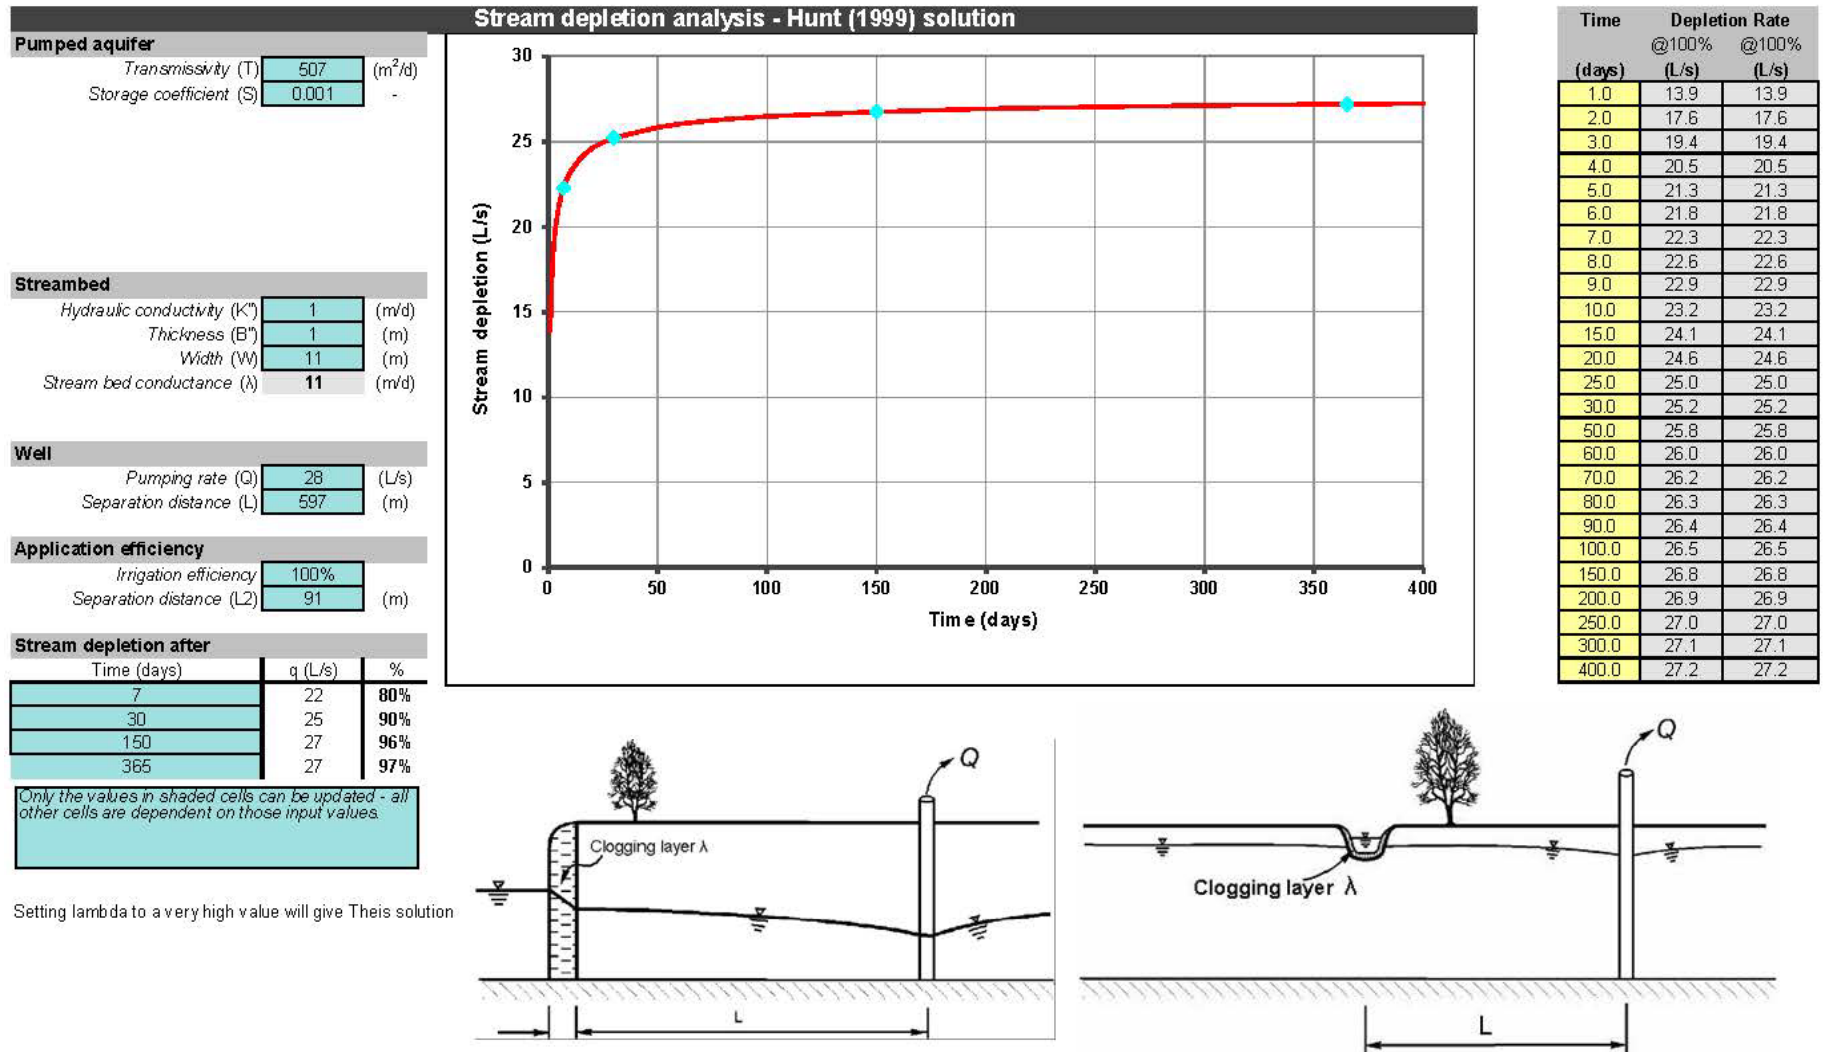 Stream depletion analysis - Hunt (1999) solution
Pumped aquifer
Transmissivity (T) 507 (m²/d)
Storage coefficient (S) 0.001 -
Streambed
Hydraulic conductivity (K") 1 (m/d)
Thickness (B") 1 (m)
Width (W) 11 (m)
Stream bed conductance (λ) 11 (m/d)
Well
Pumping rate (Q) 28 (L/s)
Separation distance (L) 597 (m)
Application efficiency
Irrigation efficiency 100%
Separation distance (L2) 91 (m)
Stream depletion after
Time (days) q (L/s) %
7 22 80%
30 25 90%
150 27 96%
365 27 97%
Only the values in shaded cells can be updated - all
other cells are dependent on those input values.
Setting lambda to a very high value will give Theis solution
Stream depletion (L/s)
30
25
20
15
10
5
0
0 50 100 150 200 250 300 350 400
Time (days)
Time Depletion Rate
@100% @100%
(days) (L/s) (L/s)
1.0 13.9 13.9
2.0 17.6 17.6
3.0 19.4 19.4
4.0 20.5 20.5
5.0 21.3 21.3
6.0 21.8 21.8
7.0 22.3 22.3
8.0 22.6 22.6
9.0 22.9 22.9
10.0 23.2 23.2
15.0 24.1 24.1
20.0 24.6 24.6
25.0 25.0 25.0
30.0 25.2 25.2
50.0 25.8 25.8
60.0 26.0 26.0
70.0 26.2 26.2
80.0 26.3 26.3
90.0 26.4 26.4
100.0 26.5 26.5
150.0 26.8 26.8
200.0 26.9 26.9
250.0 27.0 27.0
300.0 27.1 27.1
400.0 27.2 27.2
Q
Clogging layer λ
L
Q
Clogging layer λ
L